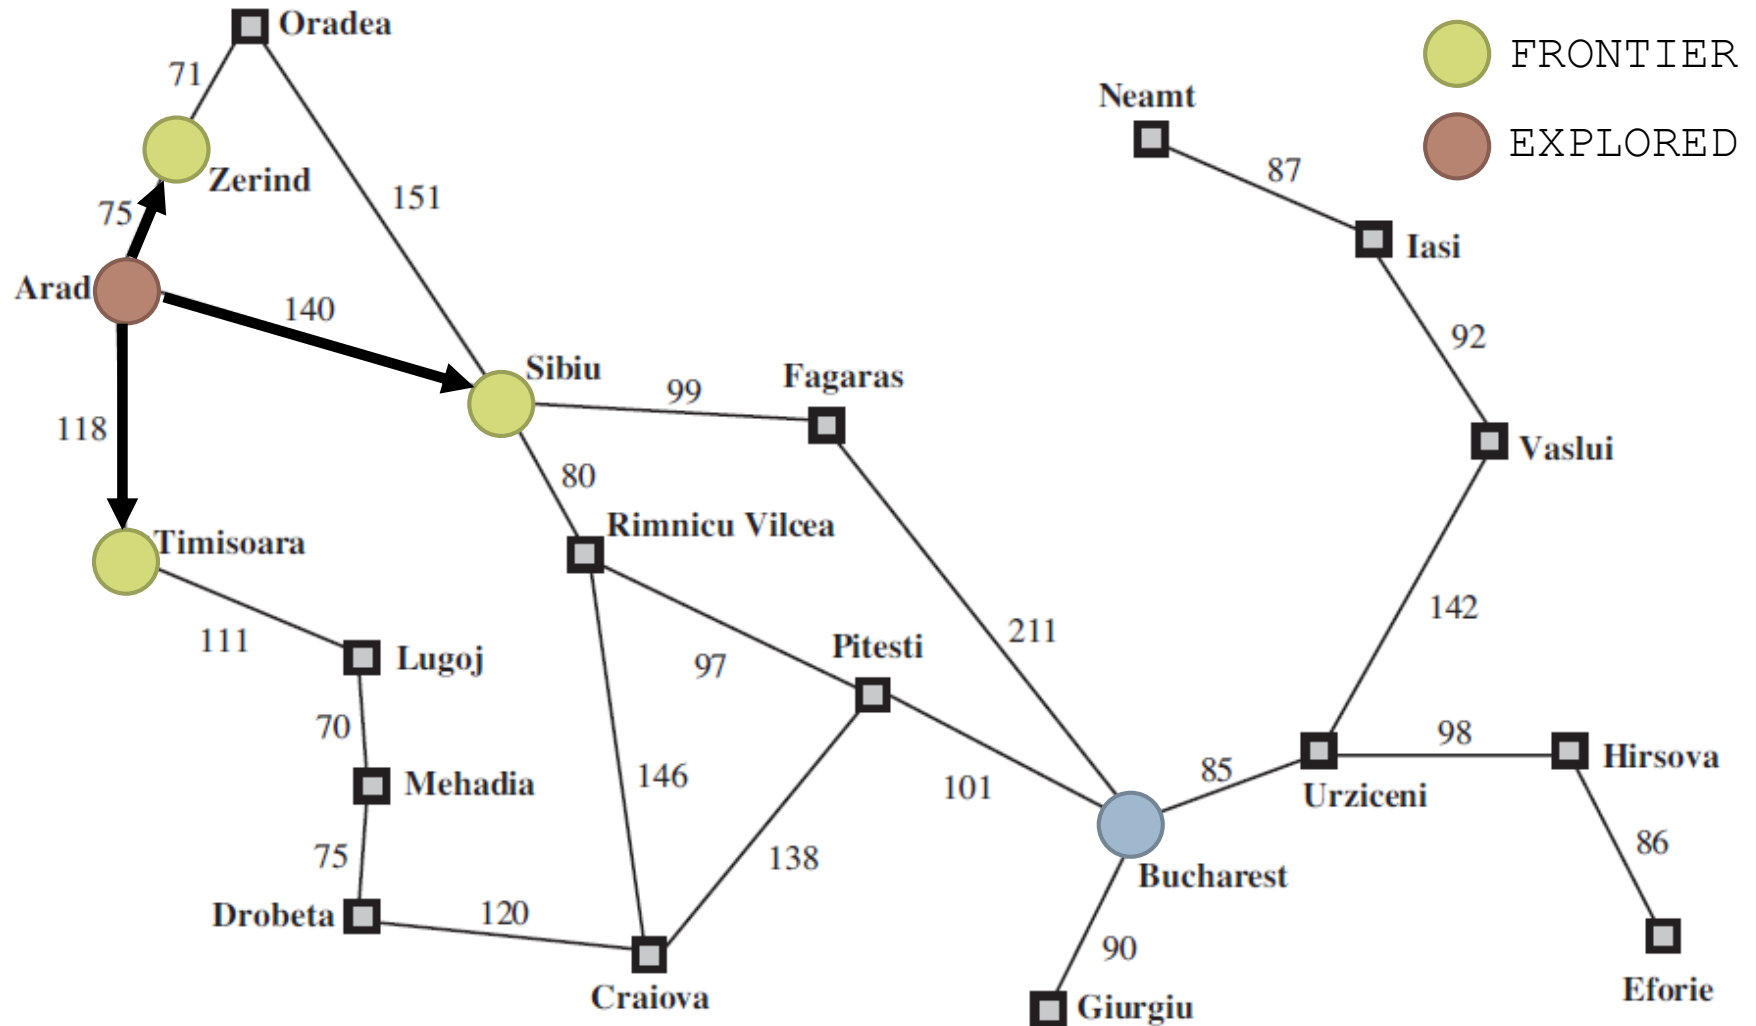 Oradea
FRONTIER
71
Neamt
EXPLORED
87
Zerind
151
75
Iasi
Arad
140
92
Sibiu
Fagaras
99
118
Vaslui
80
Rimnicu Vilcea
Timisoara
142
211
111
Pitesti
Lugoj
97
70
98
Hirsova
85
146
Mehadia
101
Urziceni
75
138
86
Bucharest
Drobeta
120
90
Craiova
Eforie
Giurgiu